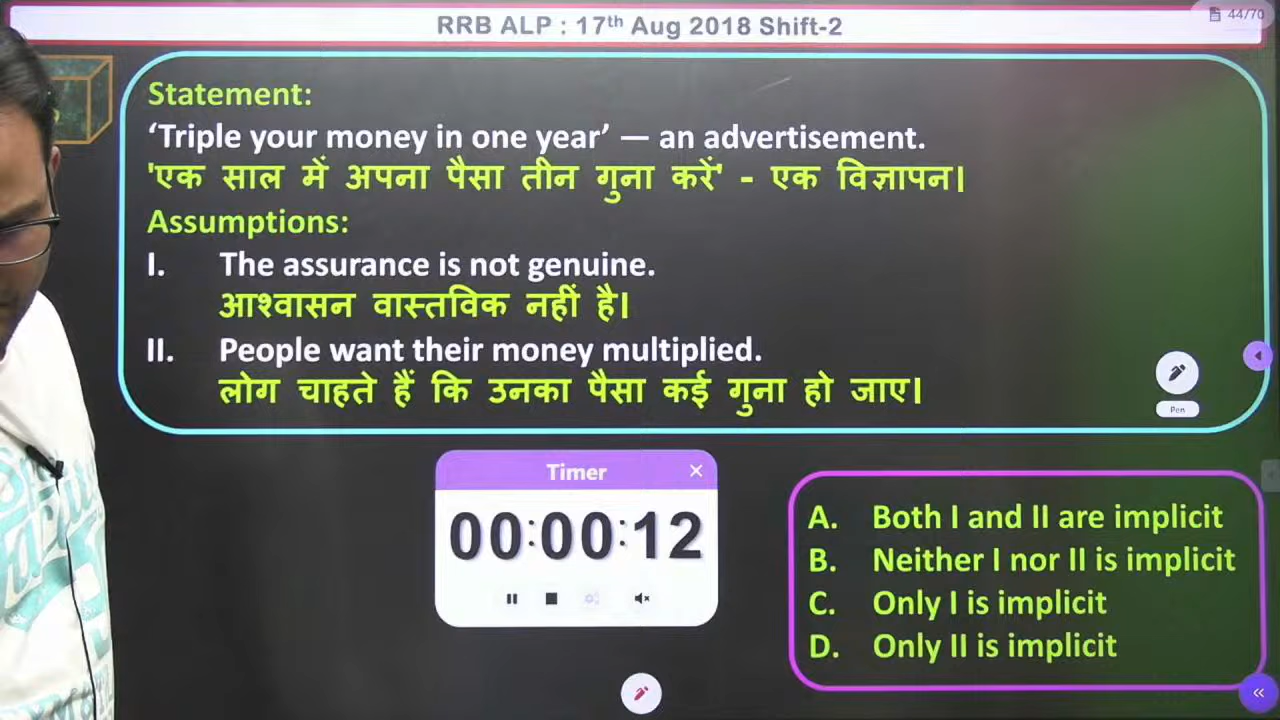 44/70
RRB ALP : 17th Aug 2018 Shift-2
Statement:
‘Triple your money in one year’ — an advertisement.
'एक साल में अपना पैसा तीन गुना करें' - एक विज्ञापन।
Assumptions:
I. The assurance is not genuine.
आश्वासन वास्तविक नहीं है।
II. People want their money multiplied.
लोग चाहते हैं कि उनका पैसा कई गुना हो जाए।
Pen
Timer
00:00:12
A. Both I and II are implicit
B. Neither I nor II is implicit
C. Only I is implicit
D. Only II is implicit